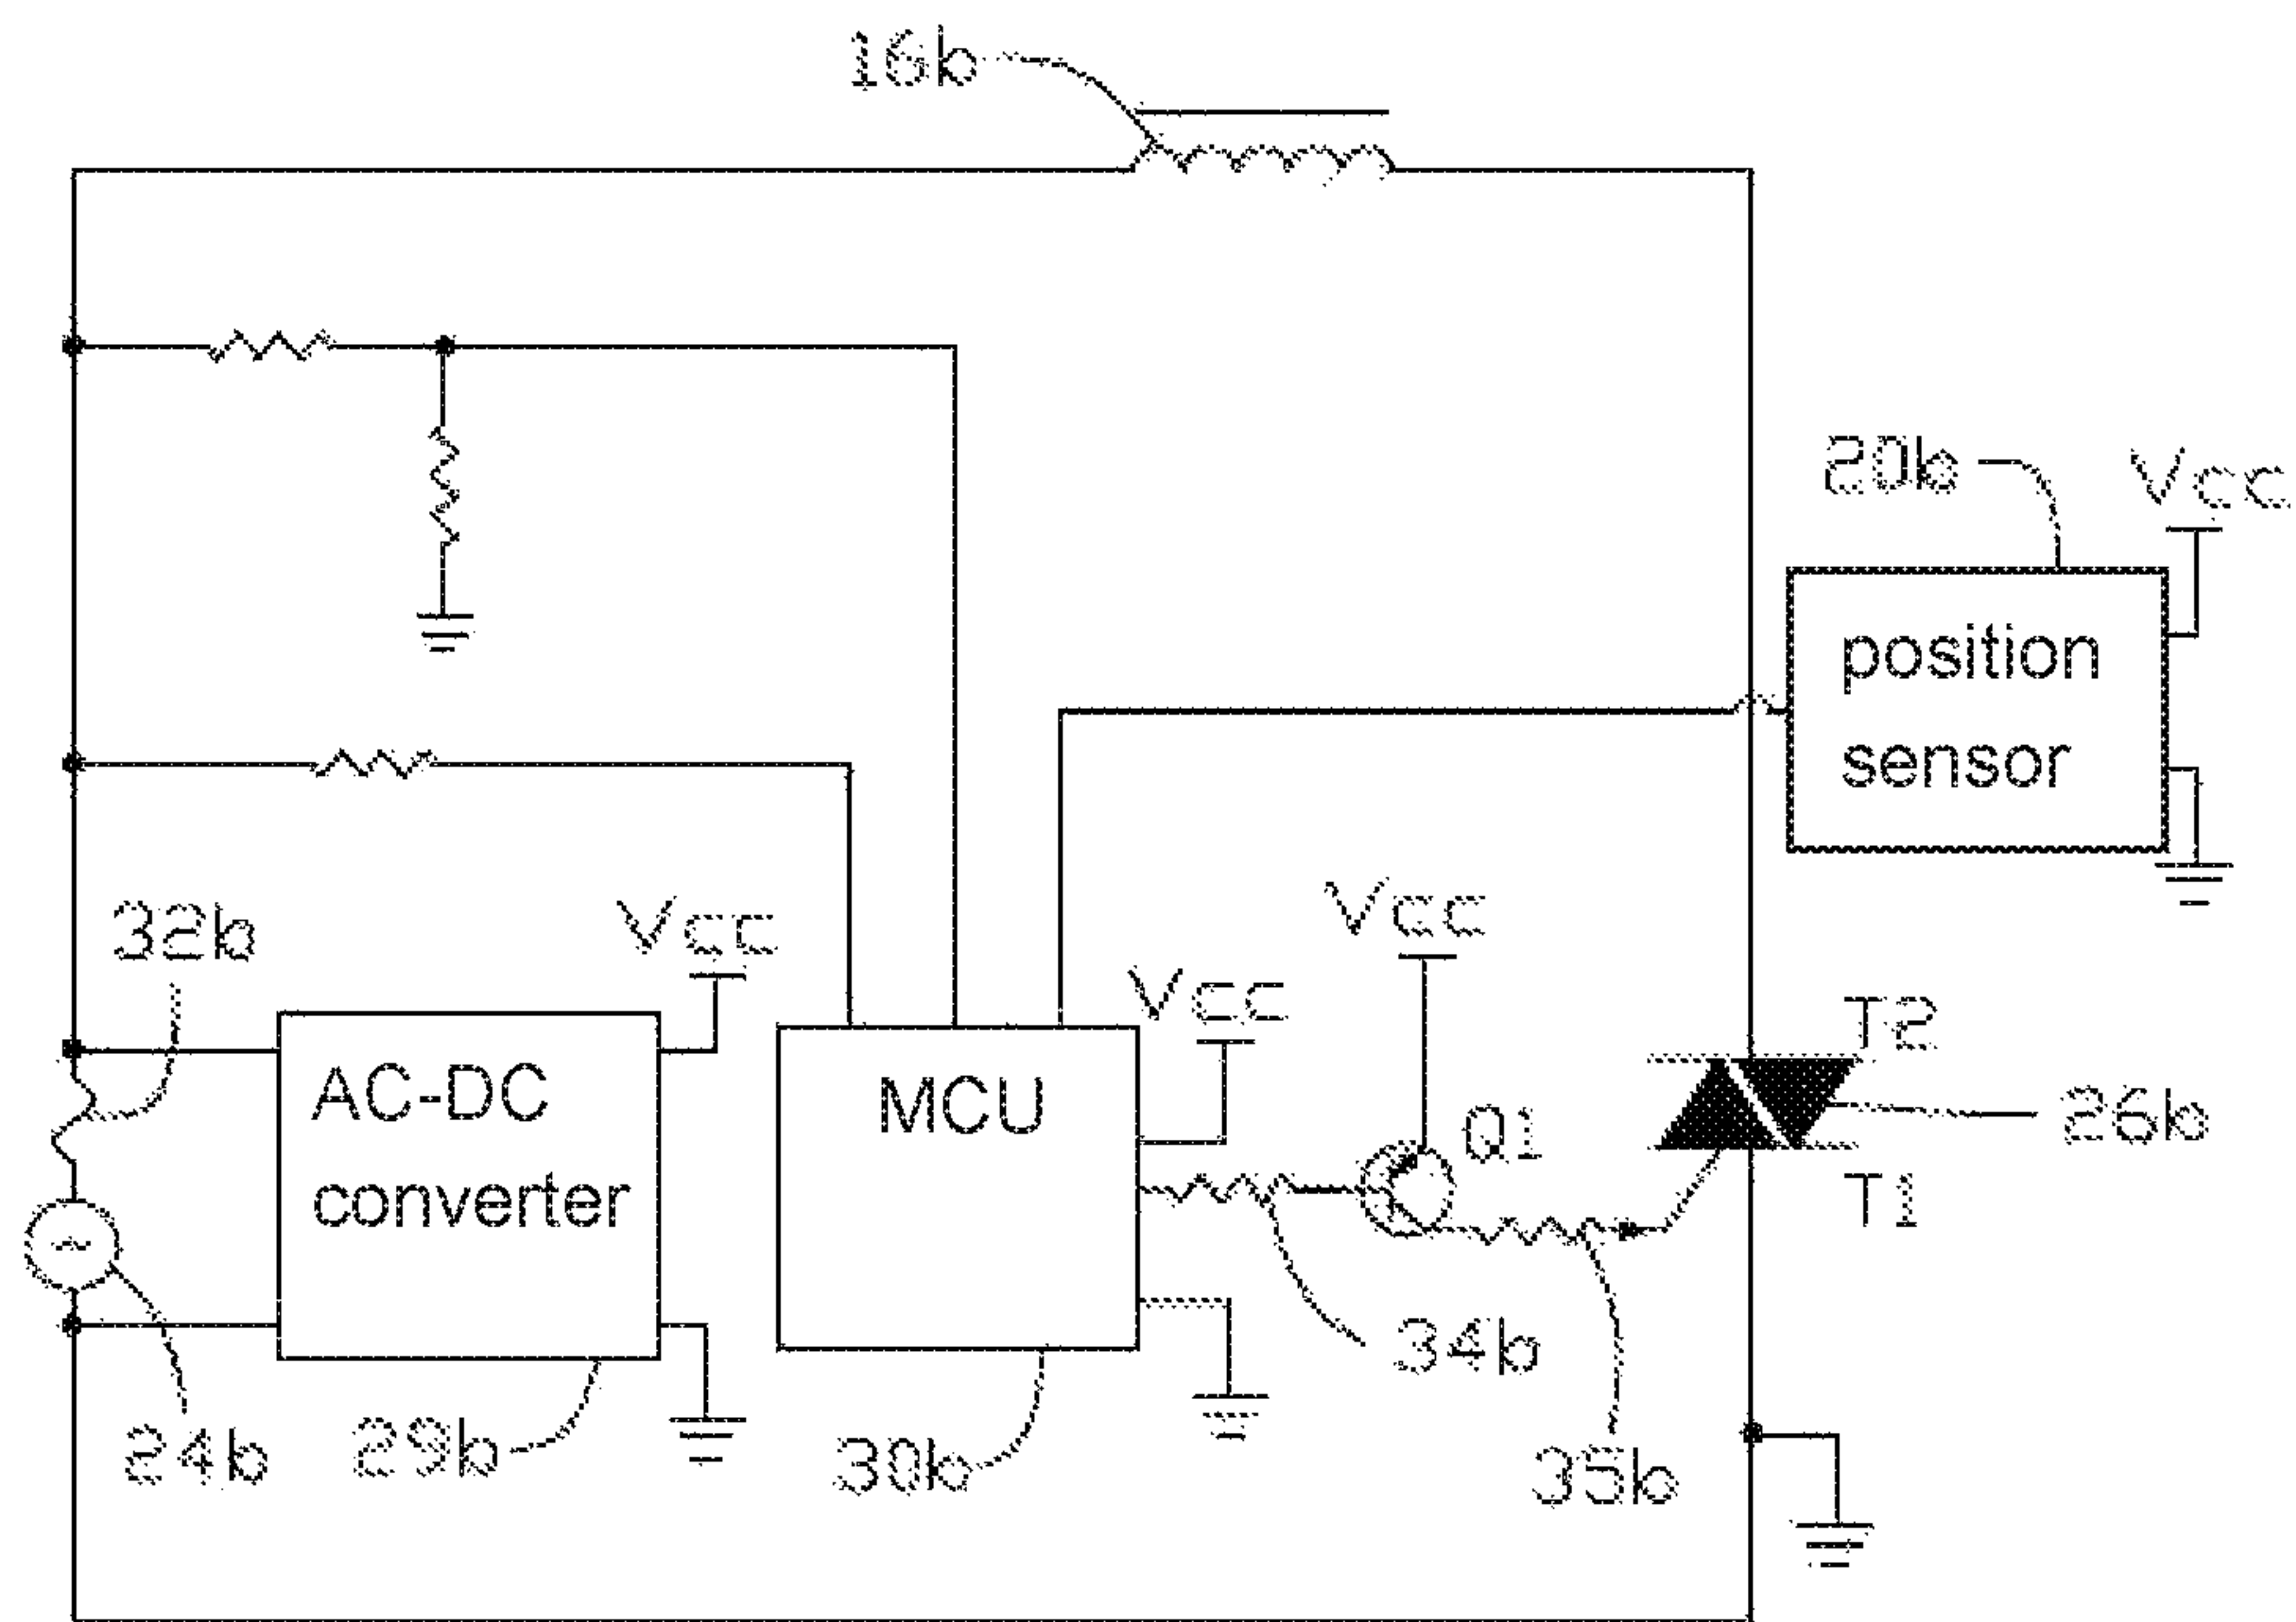 16b
20b
Vcc
position
sensor
32b
Vcc
Vcc
Vcc
T2
AC-DC
converter
MCU
Q1
26b
T1
34b
24b
29b
30b
35b